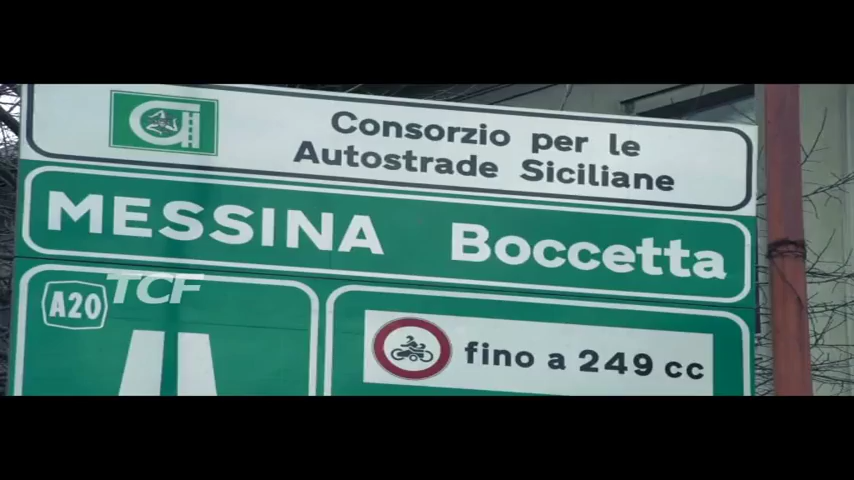 Consorzio per le
Autostrade Siciliane
MESSINA Boccetta
A20
TCF
fino a 249 cc